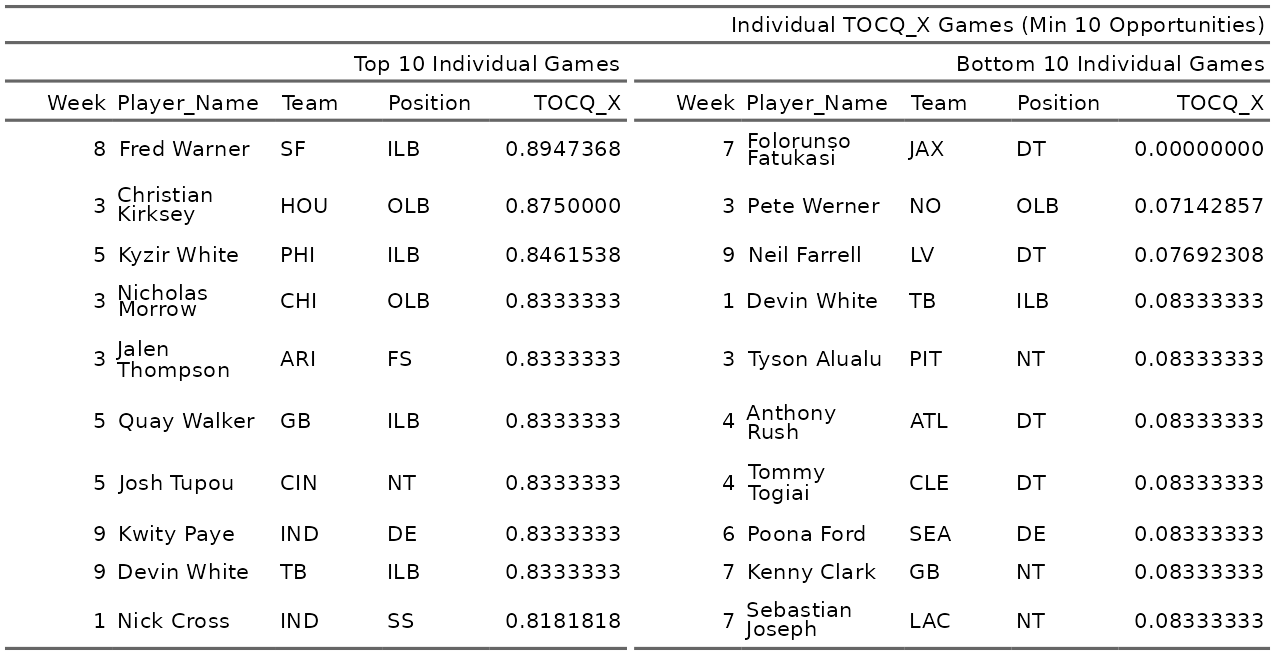 Individual TOCQ_X Games (Min 10 Opportunities)
Top 10 Individual Games Bottom 10 Individual Games
Week Player_Name Team Position TOCQ_X Week Player_Name Team Position TOCQ_X
8 Fred Warner SF ILB 0.8947368 7 Folorunso Fatukasi JAX DT 0.00000000
3 Christian Kirksey HOU OLB 0.8750000 3 Pete Werner NO OLB 0.07142857
5 Kyzir White PHI ILB 0.8461538 9 Neil Farrell LV DT 0.07692308
3 Nicholas Morrow CHI OLB 0.8333333 1 Devin White TB ILB 0.08333333
3 Jalen Thompson ARI FS 0.8333333 3 Tyson Alualu PIT NT 0.08333333
5 Quay Walker GB ILB 0.8333333 4 Anthony Rush ATL DT 0.08333333
5 Josh Tupou CIN NT 0.8333333 4 Tommy Togiai CLE DT 0.08333333
9 Kwity Paye IND DE 0.8333333 6 Poona Ford SEA DE 0.08333333
9 Devin White TB ILB 0.8333333 7 Kenny Clark GB NT 0.08333333
1 Nick Cross IND SS 0.8181818 7 Sebastian Joseph LAC NT 0.08333333